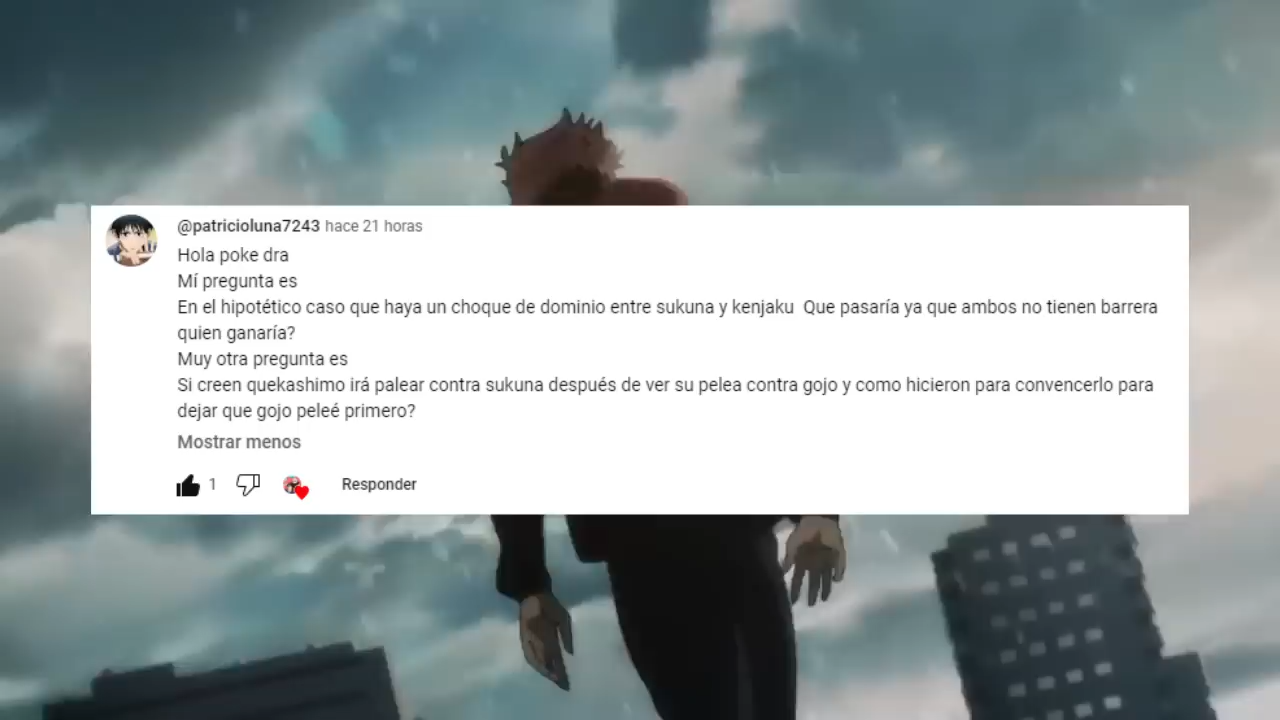 @patricioluna7243 hace 21 horas
Hola poke dra
Mí pregunta es
En el hipotético caso que haya un choque de dominio entre sukuna y kenjaku  Que pasaría ya que ambos no tienen barrera
quien ganaría?
Muy otra pregunta es
Si creen quekashimo irá palear contra sukuna después de ver su pelea contra gojo y como hicieron para convencerlo para
dejar que gojo peleé primero?
Mostrar menos
1 Responder